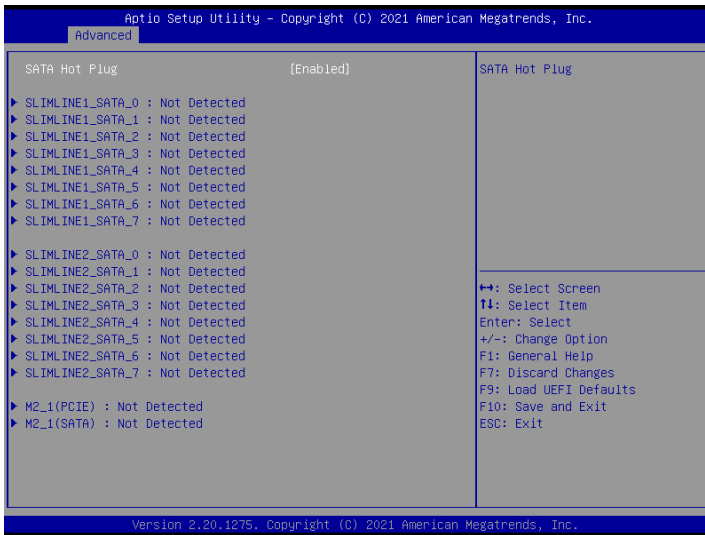 Aptio Setup Utility – Copyright (C) 2021 American Megatrends, Inc.
Advanced
SATA Hot Plug [Enabled]
SLIMLINE1_SATA_0 : Not Detected
SLIMLINE1_SATA_1 : Not Detected
SLIMLINE1_SATA_2 : Not Detected
SLIMLINE1_SATA_3 : Not Detected
SLIMLINE1_SATA_4 : Not Detected
SLIMLINE1_SATA_5 : Not Detected
SLIMLINE1_SATA_6 : Not Detected
SLIMLINE1_SATA_7 : Not Detected
SLIMLINE2_SATA_0 : Not Detected
SLIMLINE2_SATA_1 : Not Detected
SLIMLINE2_SATA_2 : Not Detected
SLIMLINE2_SATA_3 : Not Detected
SLIMLINE2_SATA_4 : Not Detected
SLIMLINE2_SATA_5 : Not Detected
SLIMLINE2_SATA_6 : Not Detected
SLIMLINE2_SATA_7 : Not Detected
M2_1(PCIE) : Not Detected
M2_1(SATA) : Not Detected
SATA Hot Plug
↔: Select Screen
↑↓: Select Item
Enter: Select
+/-: Change Option
F1: General Help
F7: Discard Changes
F9: Load UEFI Defaults
F10: Save and Exit
ESC: Exit
Version 2.20.1275. Copyright (C) 2021 American Megatrends, Inc.